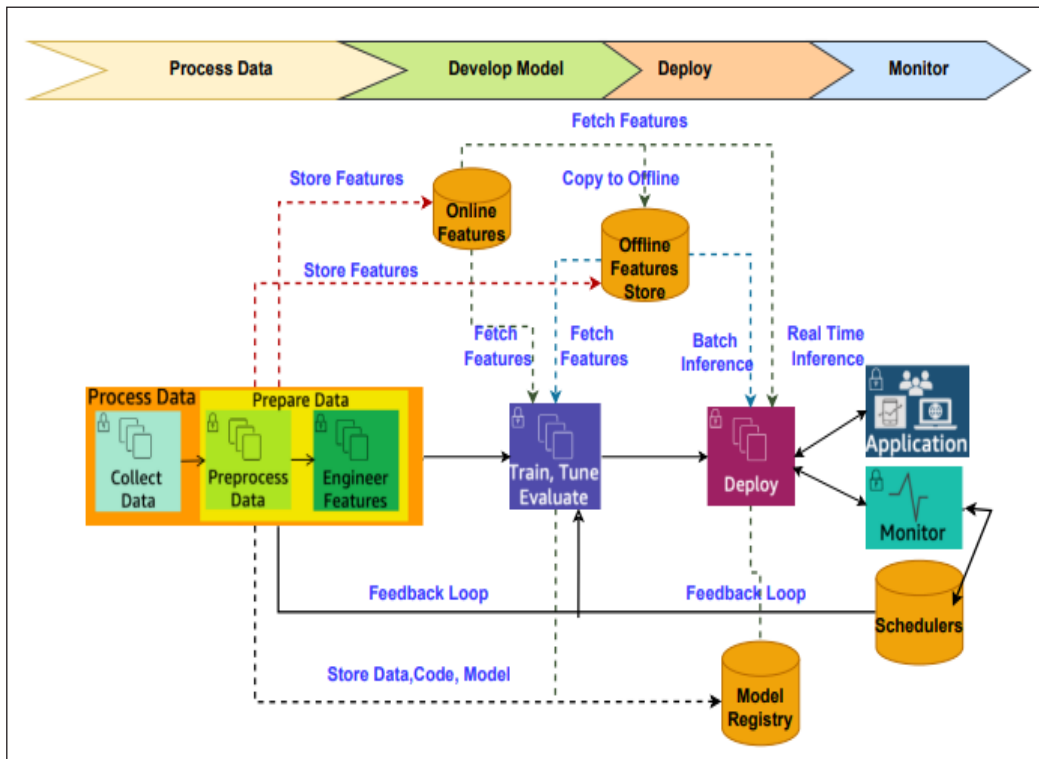 Process Data
Develop Model
Deploy
Monitor
Fetch Features
Store Features
Copy to Offline
Online
Features
Offline
Features
Store
Store Features
Fetch
Features
Fetch
Features
Batch
Inference
Real Time
Inference
Process Data
Prepare Data
Collect
Data
Preprocess
Data
Engineer
Features
Train, Tune
Evaluate
Deploy
Application
Monitor
Feedback Loop
Feedback Loop
Schedulers
Store Data,Code, Model
Model
Registry